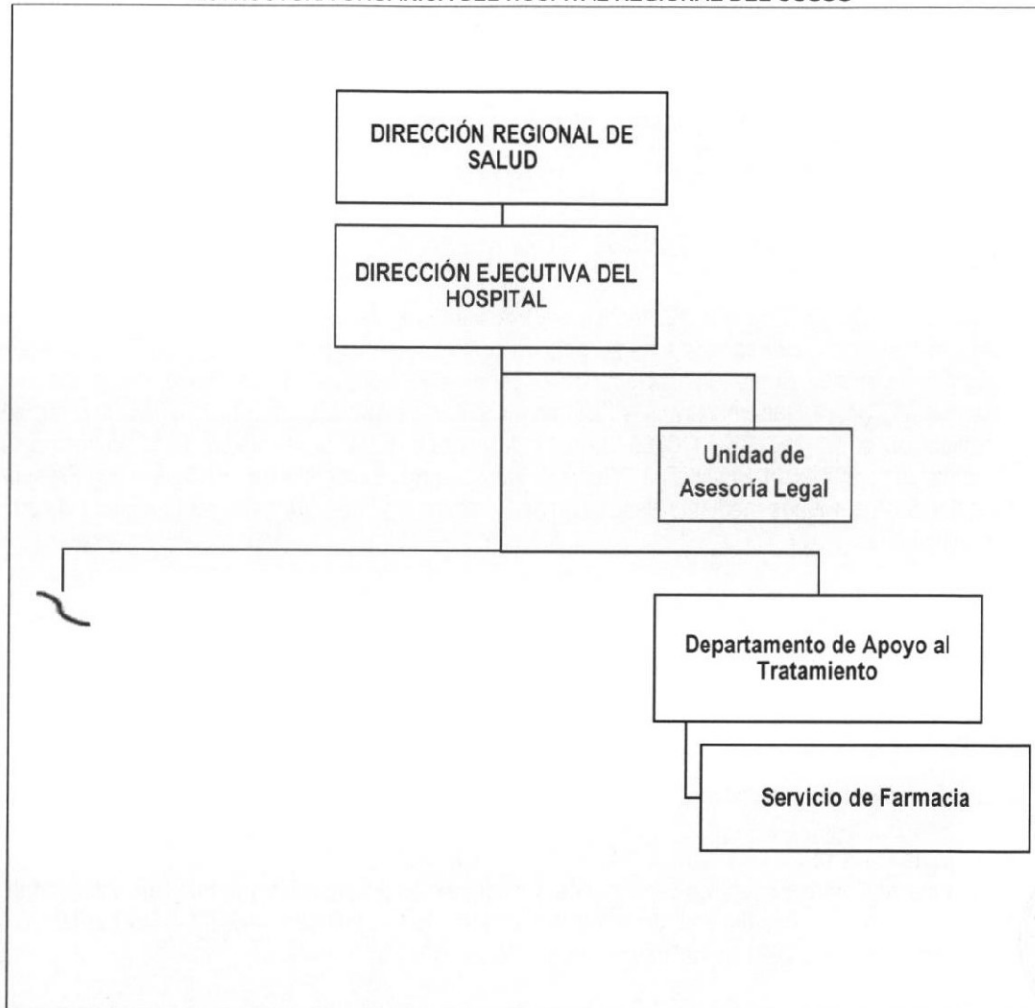 DIRECCIÓN REGIONAL DE
SALUD
DIRECCIÓN EJECUTIVA DEL
HOSPITAL
Unidad de
Asesoría Legal
Departamento de Apoyo al
Tratamiento
Servicio de Farmacia